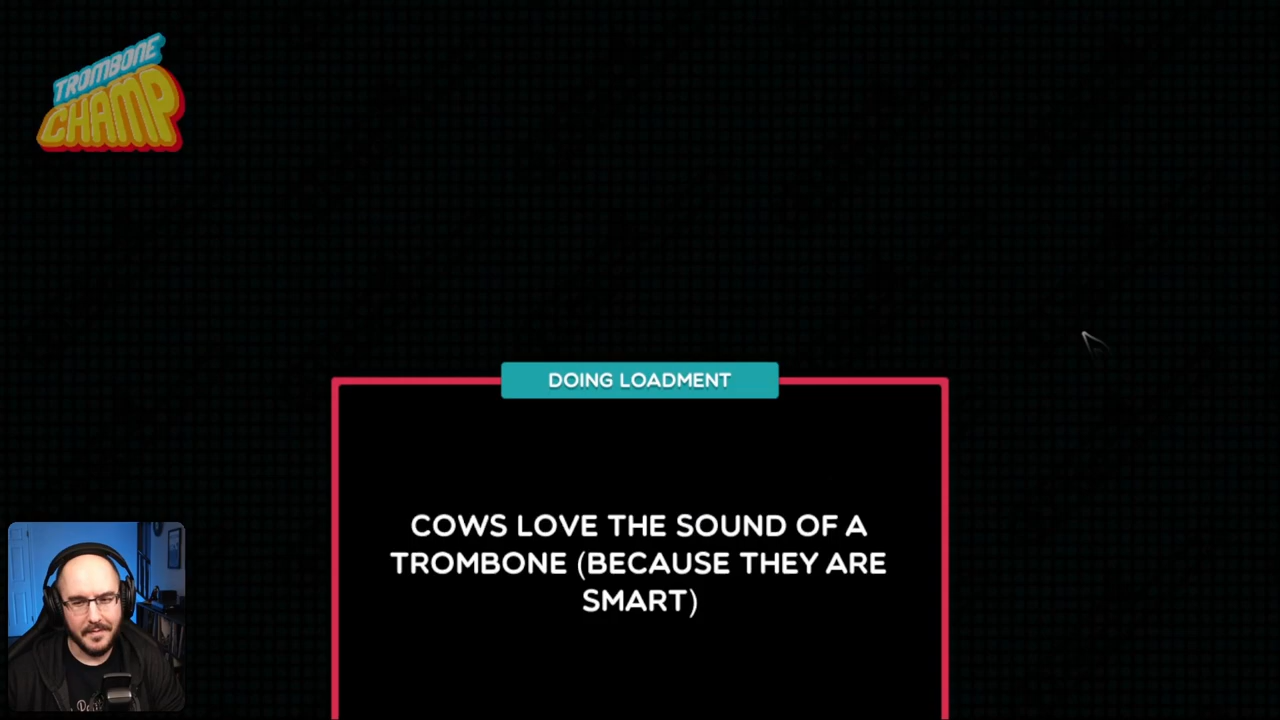 TROMBONE
CHAMP
DOING LOADMENT
COWS LOVE THE SOUND OF A
TROMBONE (BECAUSE THEY ARE
SMART)